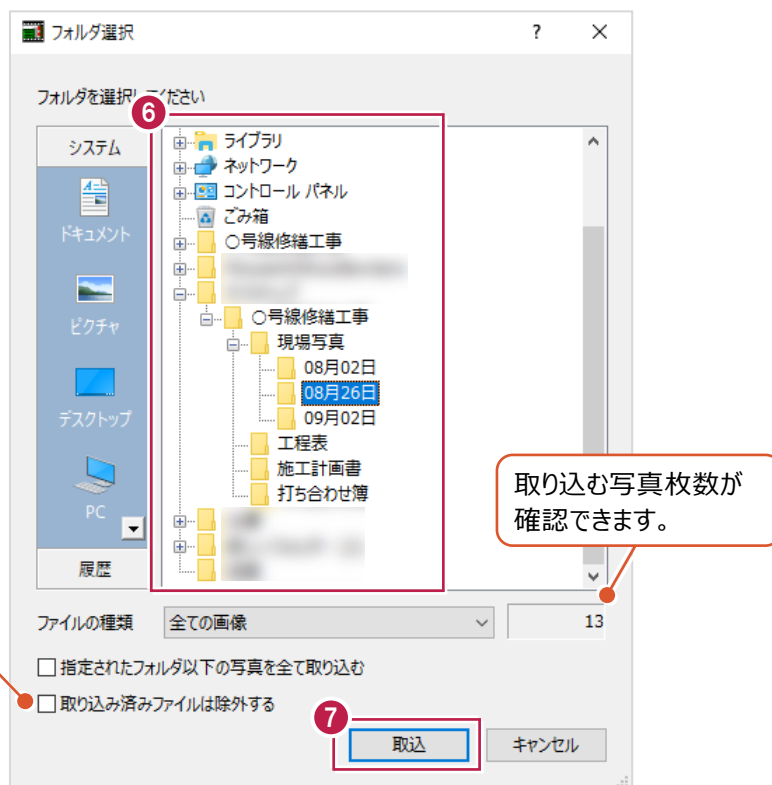 フォルダ選択
?
×
フォルダを選択してください
6
システム
ドキュメント
ピクチャ
デスクトップ
PC
履歴
ライブラリ
ネットワーク
コントロール パネル
ごみ箱
○号線修繕工事
○号線修繕工事
現場写真
08月02日
08月26日
09月02日
工程表
施工計画書
打ち合わせ簿
取り込む写真枚数が
確認できます。
ファイルの種類 全ての画像 13
指定されたフォルダ以下の写真を全て取り込む
取り込み済みファイルは除外する
7
取込 キャンセル